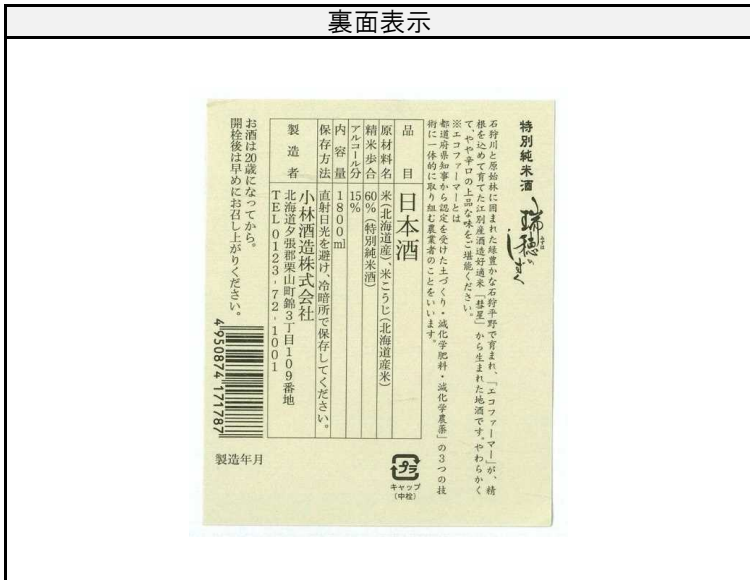 裏面表示
特別純米酒
瑞穂のしずく
みずほ
石狩川と原始林に囲まれた緑豊かな石狩平野で育まれ、「エコファーマー」が、精
根を込めて育てた江別産酒造好適米「彗星」から生まれた地酒です。やわらかく
て、やや辛口の上品な味をご堪能ください。
※エコファーマーとは
都道府県知事から認定を受けた土づくり・減化学肥料・減化学農薬」の3つの技
術に一体的に取り組む農業者のことをいいます。
品目 日本酒
原材料名 米(北海道産)、米こうじ(北海道産米)
精米歩合 60%(特別純米酒)
アルコール分 15%
内容量 1800ml
保存方法 直射日光を避け、冷暗所で保存してください。
製造者 小林酒造株式会社
北海道夕張郡栗山町錦3丁目109番地
TEL0123-72-1001
お酒は20歳になってから。
開栓後は早めにお召し上がりください。
4950874171787
製造年月
プラ
キャップ
(中栓)